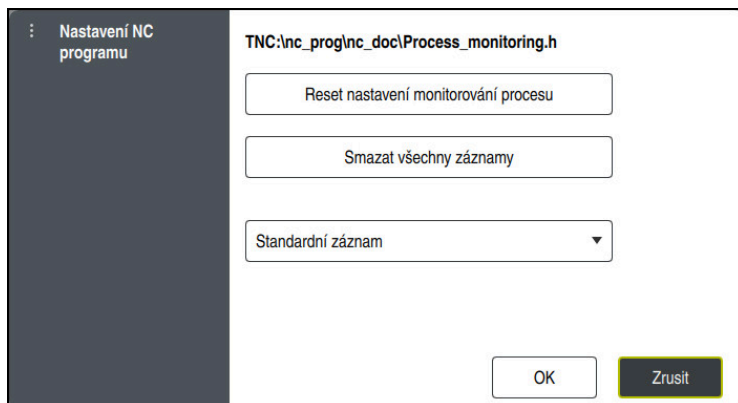 Nastavení NC
programu
TNC:\nc_prog\nc_doc\Process_monitoring.h
Reset nastavení monitorování procesu
Smazat všechny záznamy
Standardní záznam
OK
Zrusit